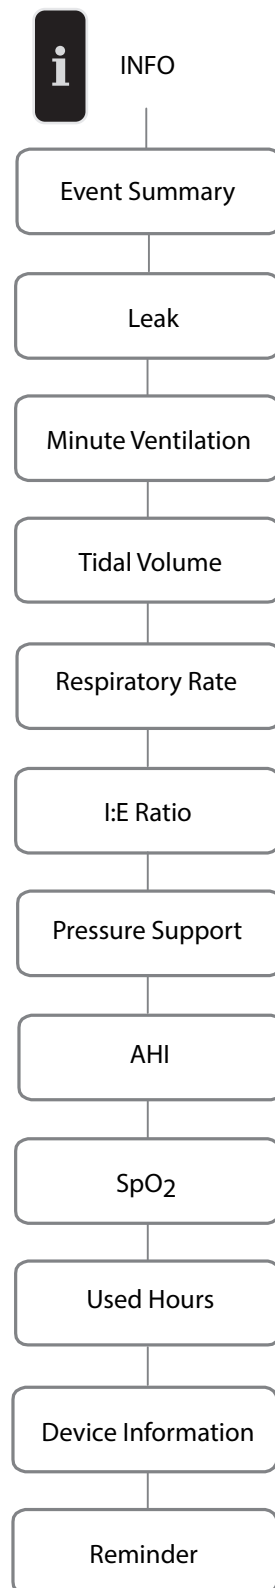 i INFO
Event Summary
Leak
Minute Ventilation
Tidal Volume
Respiratory Rate
I:E Ratio
Pressure Support
AHI
SpO2
Used Hours
Device Information
Reminder